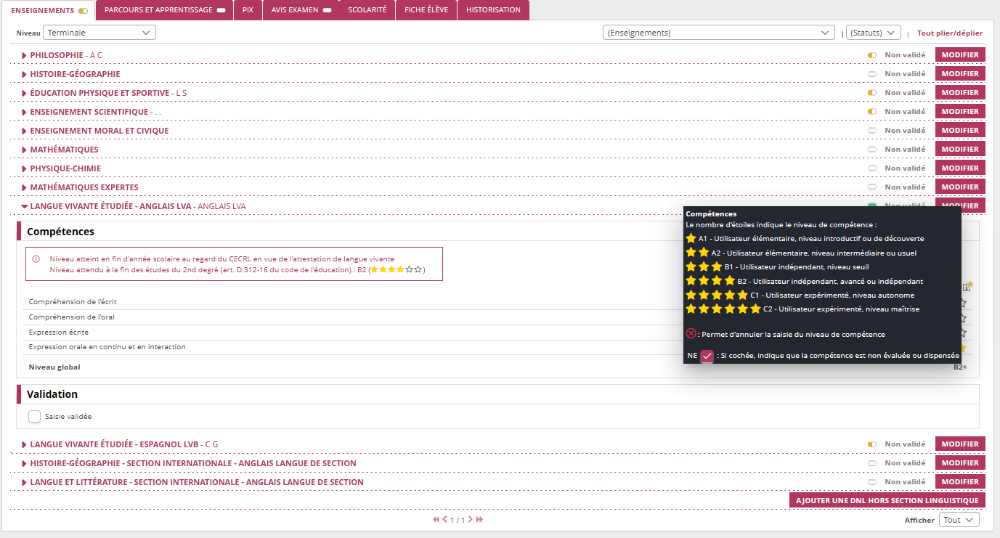 ENSEIGNEMENTS PARCOURS ET APPRENTISSAGE PIX AVIS EXAMEN SCOLARITÉ FICHE ÉLÈVE HISTORISATION
Niveau Terminale (Enseignements) | (Statuts) | Tout plier/déplier
PHILOSOPHIE - A C Non validé MODIFIER
HISTOIRE-GÉOGRAPHIE Non validé MODIFIER
ÉDUCATION PHYSIQUE ET SPORTIVE - L S Non validé MODIFIER
ENSEIGNEMENT SCIENTIFIQUE - . . Non validé MODIFIER
ENSEIGNEMENT MORAL ET CIVIQUE Non validé MODIFIER
MATHÉMATIQUES Non validé MODIFIER
PHYSIQUE-CHIMIE Non validé MODIFIER
MATHÉMATIQUES EXPERTES Non validé MODIFIER
LANGUE VIVANTE ÉTUDIÉE - ANGLAIS LVA - ANGLAIS LVA Non validé MODIFIER
Compétences
Niveau atteint en fin d'année scolaire au regard du CECRL en vue de l'attestation de langue vivante
Niveau attendu à la fin des études du 2nd degré (art. D.312-16 du code de l'éducation) : B2 (★★★★☆☆)
Compréhension de l'écrit
Compréhension de l'oral
Expression écrite
Expression orale en continu et en interaction
Niveau global B2+
Compétences
Le nombre d'étoiles indique le niveau de compétence :
A1 - Utilisateur élémentaire, niveau introductif ou de découverte
A2 - Utilisateur élémentaire, niveau intermédiaire ou usuel
B1 - Utilisateur indépendant, niveau seuil
B2 - Utilisateur indépendant, avancé ou indépendant
C1 - Utilisateur expérimenté, niveau autonome
C2 - Utilisateur expérimenté, niveau maîtrise
: Permet d'annuler la saisie du niveau de compétence
NE : Si cochée, indique que la compétence est non évaluée ou dispensée
Validation
Saisie validée
LANGUE VIVANTE ÉTUDIÉE - ESPAGNOL LVB - C G Non validé MODIFIER
HISTOIRE-GÉOGRAPHIE - SECTION INTERNATIONALE - ANGLAIS LANGUE DE SECTION Non validé MODIFIER
LANGUE ET LITTÉRATURE - SECTION INTERNATIONALE - ANGLAIS LANGUE DE SECTION Non validé MODIFIER
AJOUTER UNE DNL HORS SECTION LINGUISTIQUE
1 / 1 Afficher Tout